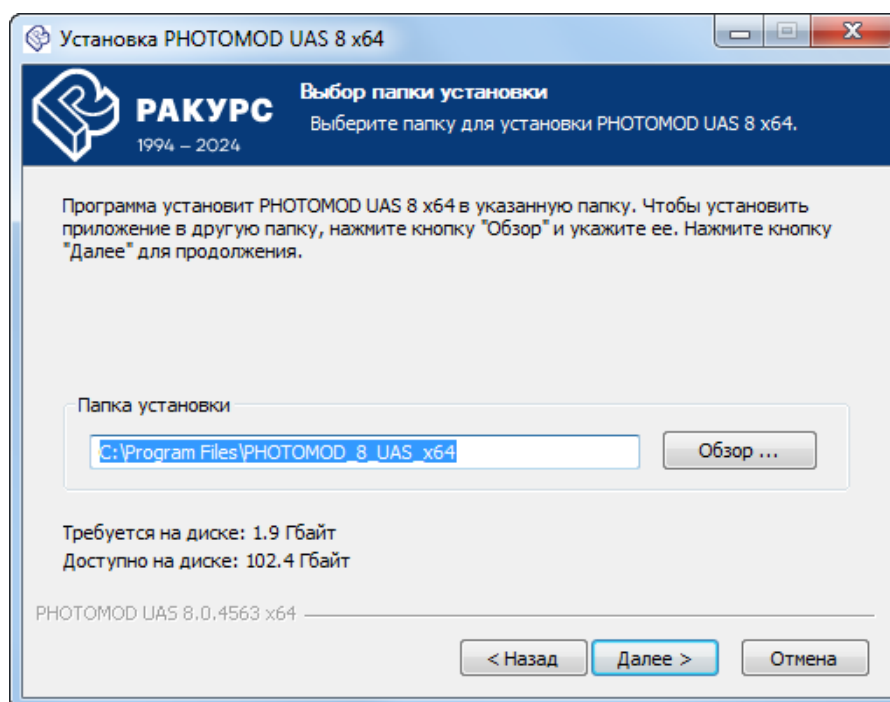 Установка PHOTOMOD UAS 8 x64
РАКУРС
1994 – 2024
Выбор папки установки
Выберите папку для установки PHOTOMOD UAS 8 x64.
Программа установит PHOTOMOD UAS 8 x64 в указанную папку. Чтобы установить
приложение в другую папку, нажмите кнопку "Обзор" и укажите ее. Нажмите кнопку
"Далее" для продолжения.
Папка установки
C:\Program Files\PHOTOMOD_8_UAS_x64
Обзор ...
Требуется на диске: 1.9 Гбайт
Доступно на диске: 102.4 Гбайт
PHOTOMOD UAS 8.0.4563 x64
< Назад
Далее >
Отмена